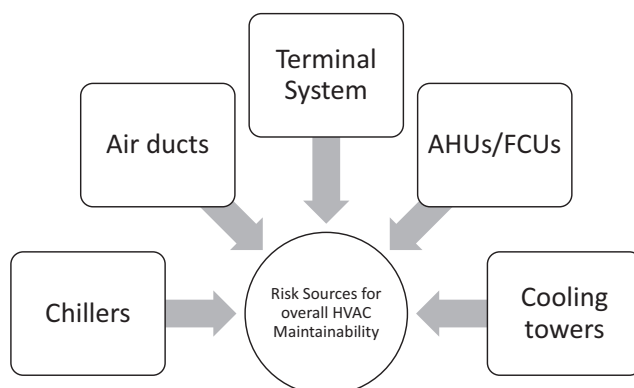 Terminal
System
Air ducts
AHUs/FCUs
Chillers
Risk Sources for
overall HVAC
Maintainability
Cooling
towers